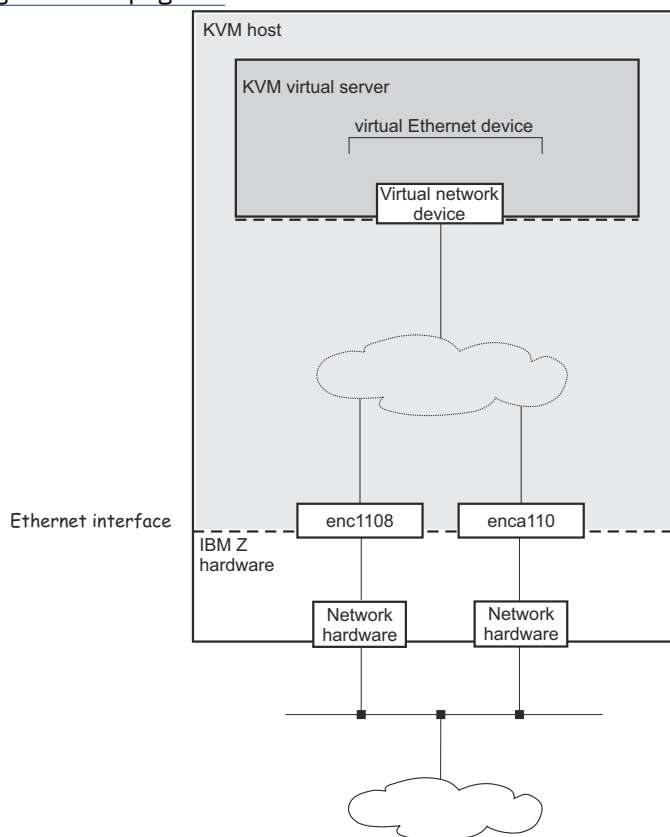 KVM host
KVM virtual server
virtual Ethernet device
Virtual network
device
Ethernet interface
enc1108
enca110
IBM Z
hardware
Network
hardware
Network
hardware